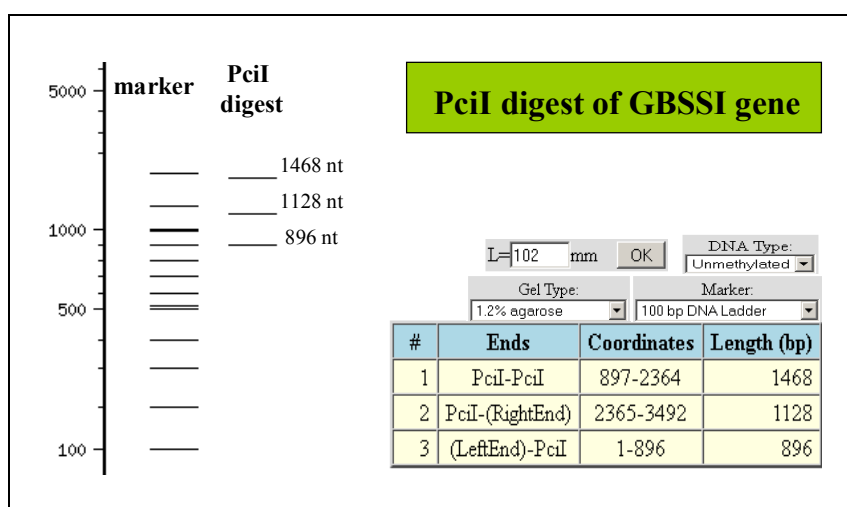 PciI digest of GBSSI gene
marker
PciI
digest
5000
1000
500
100
1468 nt
1128 nt
896 nt
L= 102 mm OK
DNA Type:
Unmethylated
Gel Type:
1.2% agarose
Marker:
100 bp DNA Ladder
# Ends Coordinates Length (bp)
1 PciI-PciI 897-2364 1468
2 PciI-(RightEnd) 2365-3492 1128
3 (LeftEnd)-PciI 1-896 896